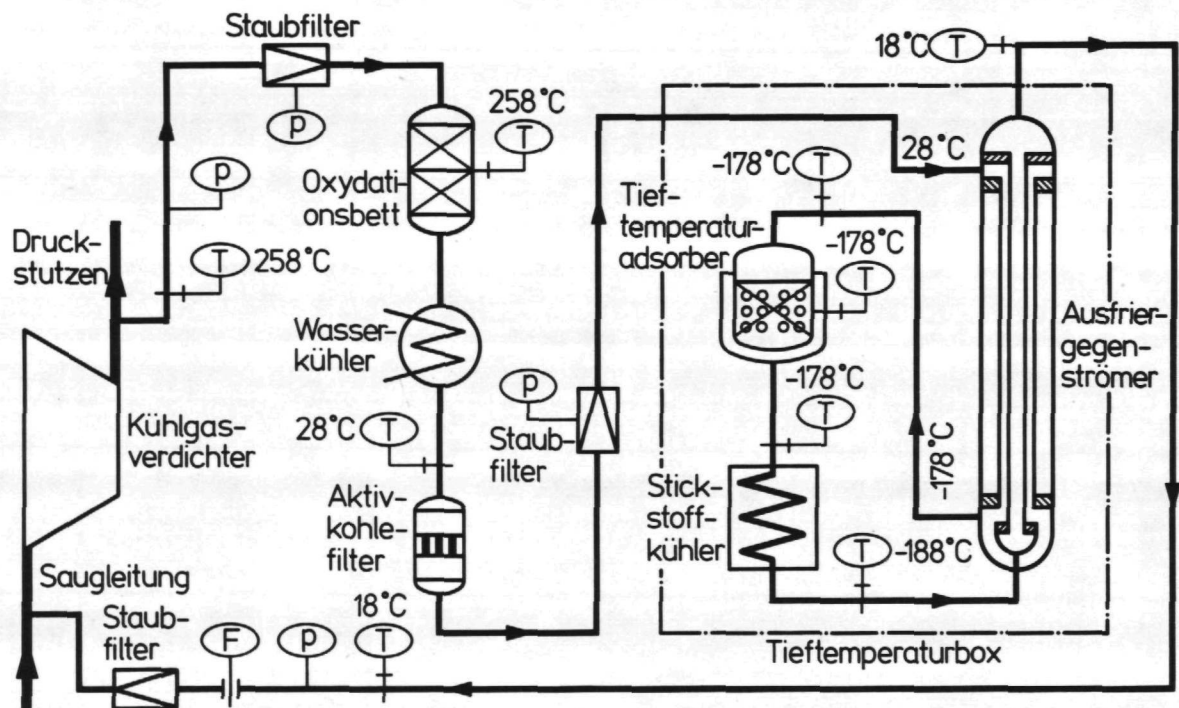 Staubfilter
P
258°C
T
Oxydati-
onsbett
P
Druck-
stutzen
T
258°C
Wasser-
kühler
Kühlgas-
verdichter
28°C
T
Aktiv-
kohle-
filter
Saugleitung
Staub-
filter
F
P
18°C
T
P
Staub-
filter
18°C
T
28°C
-178°C
T
Tief-
temperatur-
adsorber
-178°C
T
-178°C
T
Stick-
stoff-
kühler
T
-188°C
-178°C
Ausfrier-
gegen-
strömer
Tieftemperaturbox